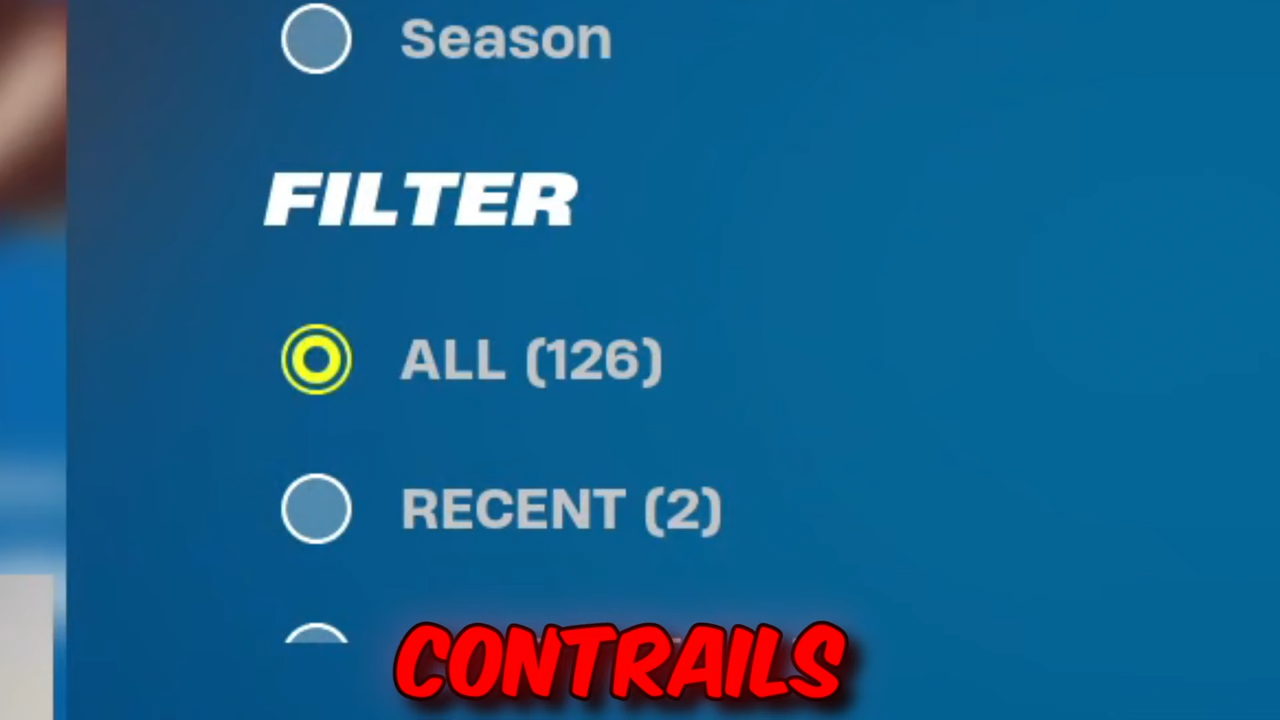 Season
FILTER
ALL (126)
RECENT (2)
CONTRAILS